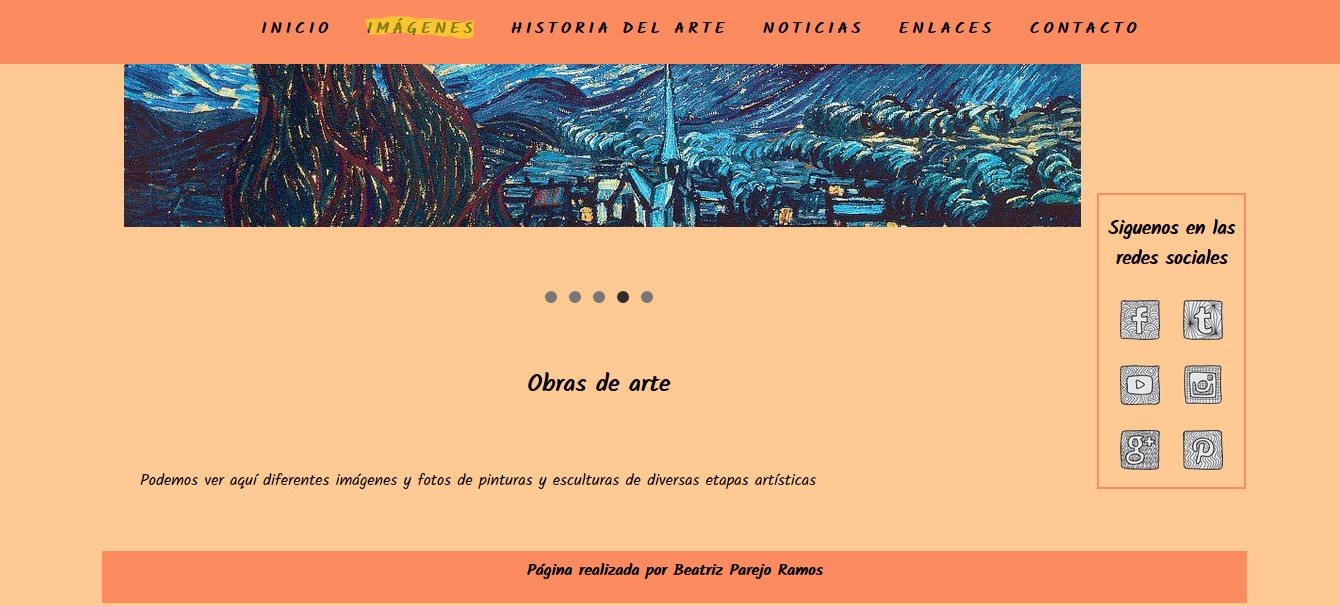 INICIO IMÁGENES HISTORIA DEL ARTE NOTICIAS ENLACES CONTACTO
Siguenos en las
redes sociales
Obras de arte
Podemos ver aquí diferentes imágenes y fotos de pinturas y esculturas de diversas etapas artísticas
Página realizada por Beatriz Parejo Ramos